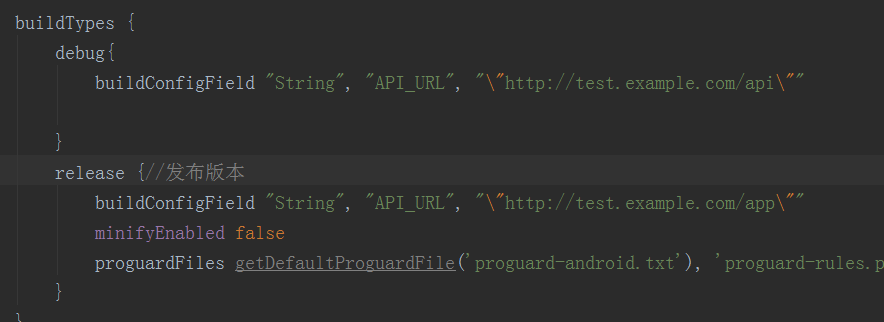 buildTypes {
debug{
buildConfigField "String", "API_URL", "\"http://test.example.com/api\""
}
release {//发布版本
buildConfigField "String", "API_URL", "\"http://test.example.com/app\""
minifyEnabled false
proguardFiles getDefaultProguardFile('proguard-android.txt'), 'proguard-rules.p
}
}